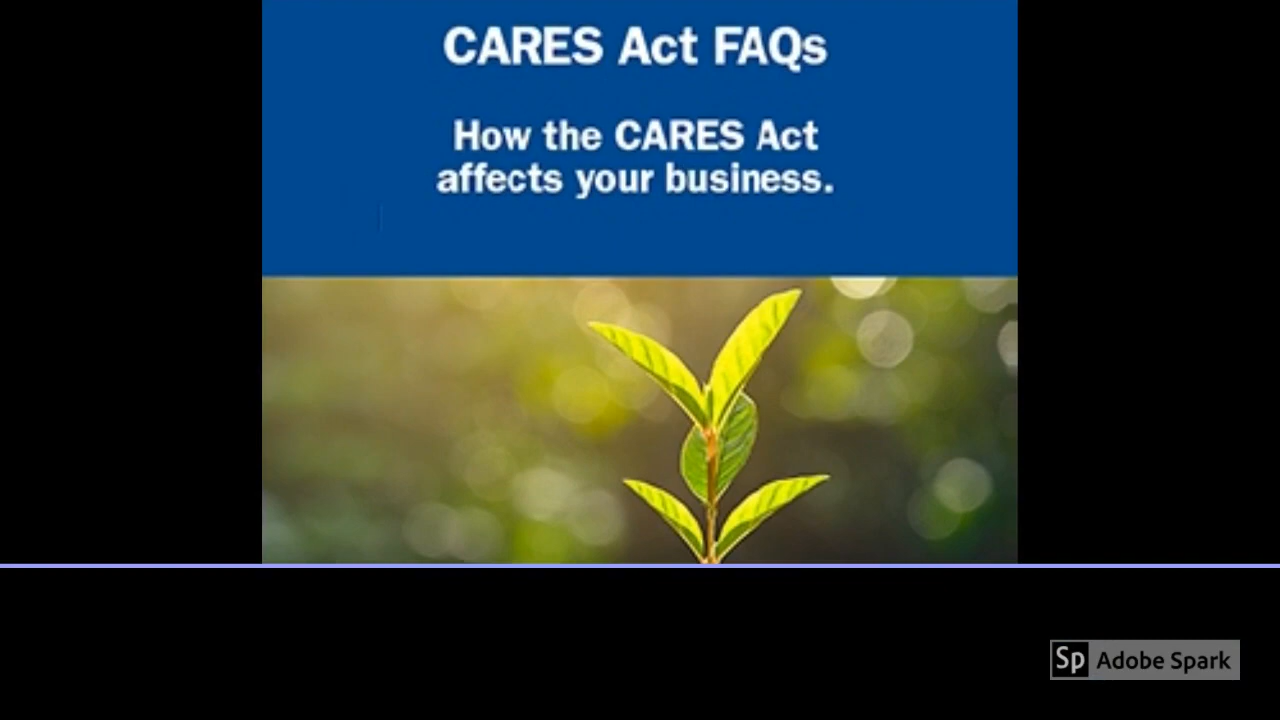 CARES Act FAQs
How the CARES Act
affects your business.
Sp Adobe Spark